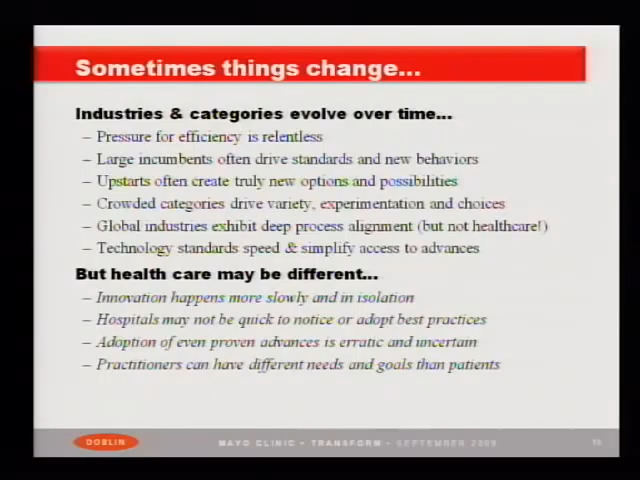 Sometimes things change...
Industries & categories evolve over time...
– Pressure for efficiency is relentless
– Large incumbents often drive standards and new behaviors
– Upstarts often create truly new options and possibilities
– Crowded categories drive variety, experimentation and choices
– Global industries exhibit deep process alignment (but not healthcare!)
– Technology standards speed & simplify access to advances
But health care may be different...
– Innovation happens more slowly and in isolation
– Hospitals may not be quick to notice or adopt best practices
– Adoption of even proven advances is erratic and uncertain
– Practitioners can have different needs and goals than patients
DOBLIN
MAYO CLINIC • TRANSFORM • SEPTEMBER 2009